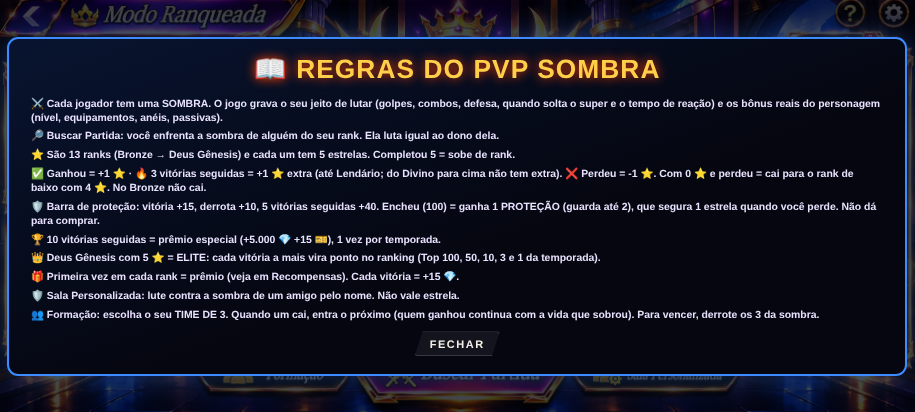 Modo Ranqueada
?
📖 REGRAS DO PVP SOMBRA
⚔️ Cada jogador tem uma SOMBRA. O jogo grava o seu jeito de lutar (golpes, combos, defesa, quando solta o super e o tempo de reação) e os bônus reais do personagem
(nível, equipamentos, anéis, passivas).
🔎 Buscar Partida: você enfrenta a sombra de alguém do seu rank. Ela luta igual ao dono dela.
⭐ São 13 ranks (Bronze → Deus Gênesis) e cada um tem 5 estrelas. Completou 5 = sobe de rank.
✅ Ganhou = +1 ⭐ · 🔥 3 vitórias seguidas = +1 ⭐ extra (até Lendário; do Divino para cima não tem extra). ❌ Perdeu = -1 ⭐. Com 0 ⭐ e perdeu = cai para o rank de
baixo com 4 ⭐. No Bronze não cai.
🛡️ Barra de proteção: vitória +15, derrota +10, 5 vitórias seguidas +40. Encheu (100) = ganha 1 PROTEÇÃO (guarda até 2), que segura 1 estrela quando você perde. Não dá
para comprar.
🏆 10 vitórias seguidas = prêmio especial (+5.000 💎 +15 🎫), 1 vez por temporada.
👑 Deus Gênesis com 5 ⭐ = ELITE: cada vitória a mais vira ponto no ranking (Top 100, 50, 10, 3 e 1 da temporada).
🎁 Primeira vez em cada rank = prêmio (veja em Recompensas). Cada vitória = +15 💎.
🛡️ Sala Personalizada: lute contra a sombra de um amigo pelo nome. Não vale estrela.
👥 Formação: escolha o seu TIME DE 3. Quando um cai, entra o próximo (quem ganhou continua com a vida que sobrou). Para vencer, derrote os 3 da sombra.
FECHAR
Formação
Buscar Partida
Sala Personalizada